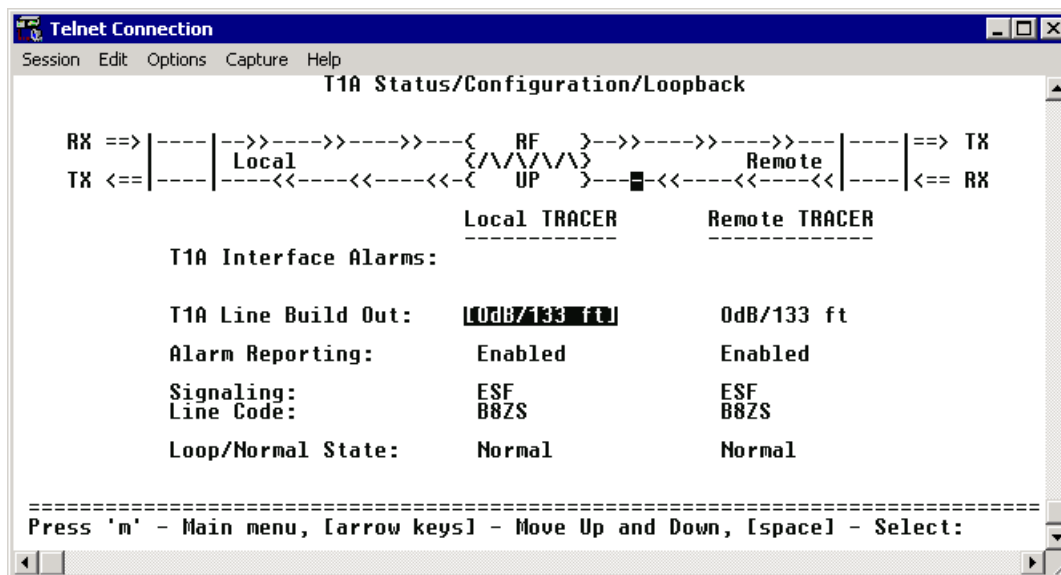 Telnet Connection
Session Edit Options Capture Help
T1A Status/Configuration/Loopback
RX ==>|----|-->>---->>---->>---{ RF }-->>---->>---->>---|----|==> TX
| |Local {/\/\/\/\} Remote | |
TX <==|----|----<<----<<----<<-{ UP }----<<----<<----<<|----|<== RX
Local TRACER Remote TRACER
------------ -------------
T1A Interface Alarms:
T1A Line Build Out: [0dB/133 ft] 0dB/133 ft
Alarm Reporting: Enabled Enabled
Signaling: ESF ESF
Line Code: B8ZS B8ZS
Loop/Normal State: Normal Normal
================================================================================
Press 'm' - Main menu, [arrow keys] - Move Up and Down, [space] - Select: